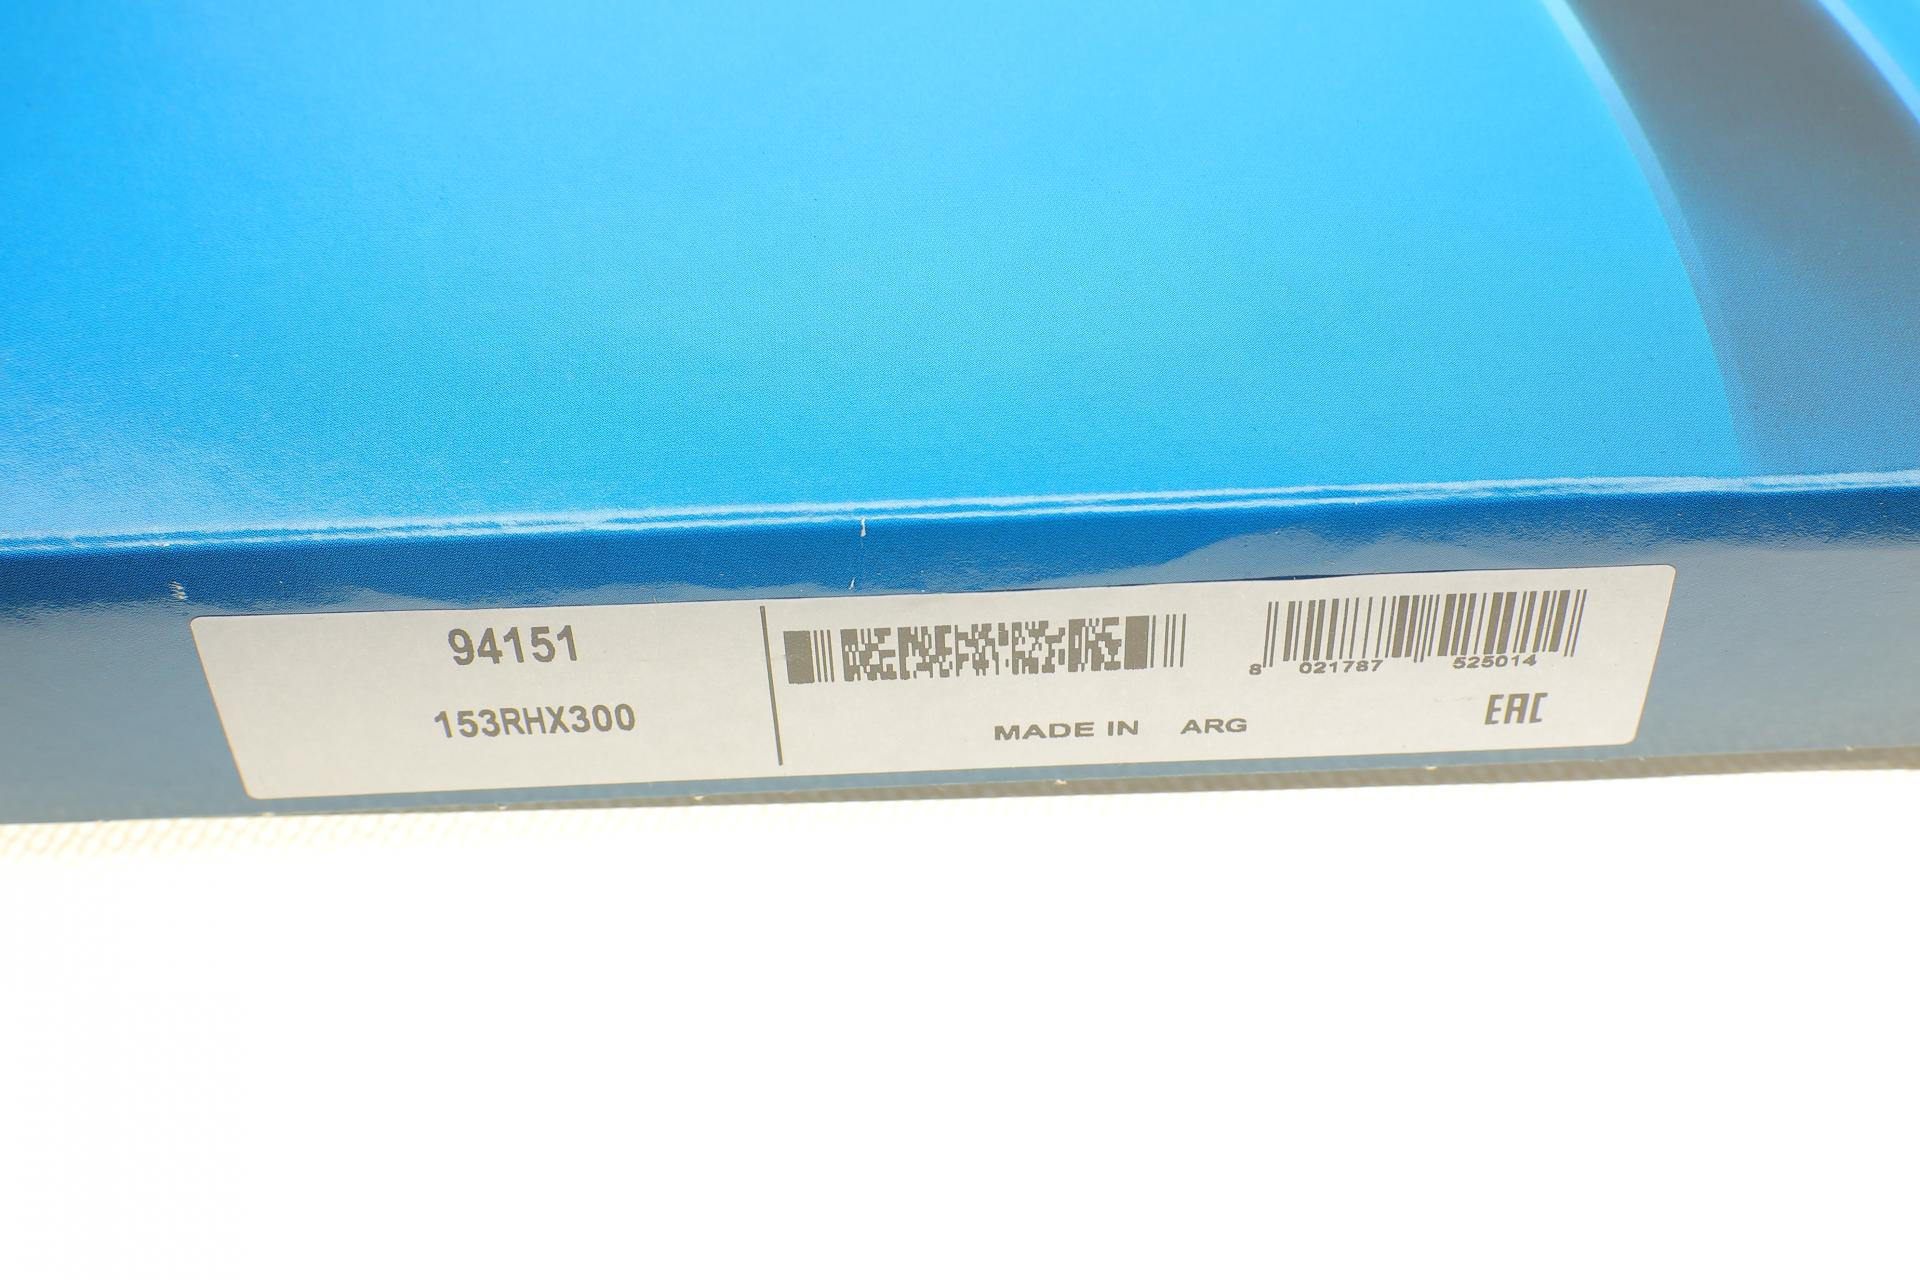 94151
153RHX300
8 021787 525014
MADE IN ARG
EAC